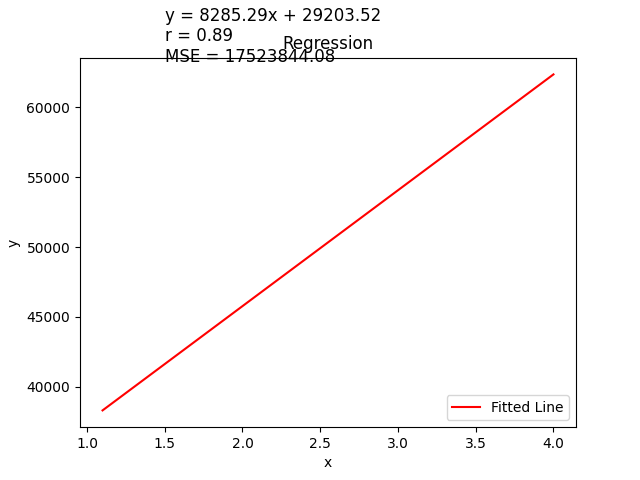 y = 8285.29x + 29203.52
r = 0.89
MSE = 17523844.08
Regression
60000
55000
50000
45000
40000
y
Fitted Line
1.0 1.5 2.0 2.5 3.0 3.5 4.0
x